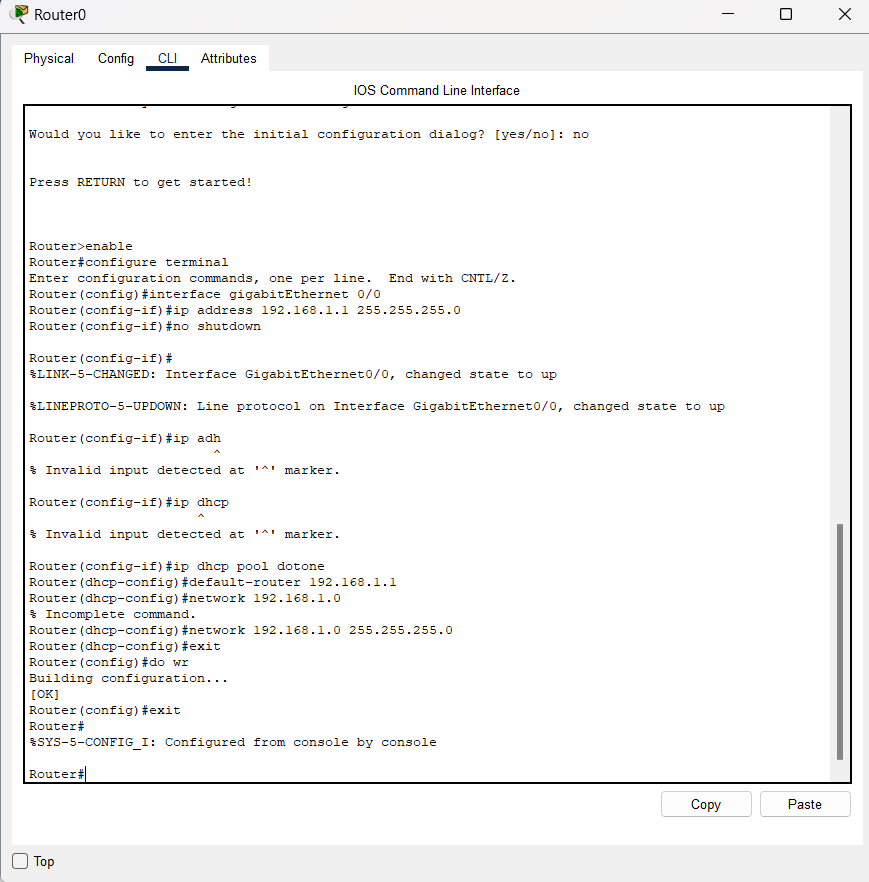 Router0
Physical Config CLI Attributes
IOS Command Line Interface
Would you like to enter the initial configuration dialog? [yes/no]: no
Press RETURN to get started!
Router>enable
Router#configure terminal
Enter configuration commands, one per line.  End with CNTL/Z.
Router(config)#interface gigabitEthernet 0/0
Router(config-if)#ip address 192.168.1.1 255.255.255.0
Router(config-if)#no shutdown
Router(config-if)#
%LINK-5-CHANGED: Interface GigabitEthernet0/0, changed state to up
%LINEPROTO-5-UPDOWN: Line protocol on Interface GigabitEthernet0/0, changed state to up
Router(config-if)#ip adh
^
% Invalid input detected at '^' marker.
Router(config-if)#ip dhcp
^
% Invalid input detected at '^' marker.
Router(config-if)#ip dhcp pool dotone
Router(dhcp-config)#default-router 192.168.1.1
Router(dhcp-config)#network 192.168.1.0
% Incomplete command.
Router(dhcp-config)#network 192.168.1.0 255.255.255.0
Router(dhcp-config)#exit
Router(config)#do wr
Building configuration...
[OK]
Router(config)#exit
Router#
%SYS-5-CONFIG_I: Configured from console by console
Router#
Copy Paste
Top